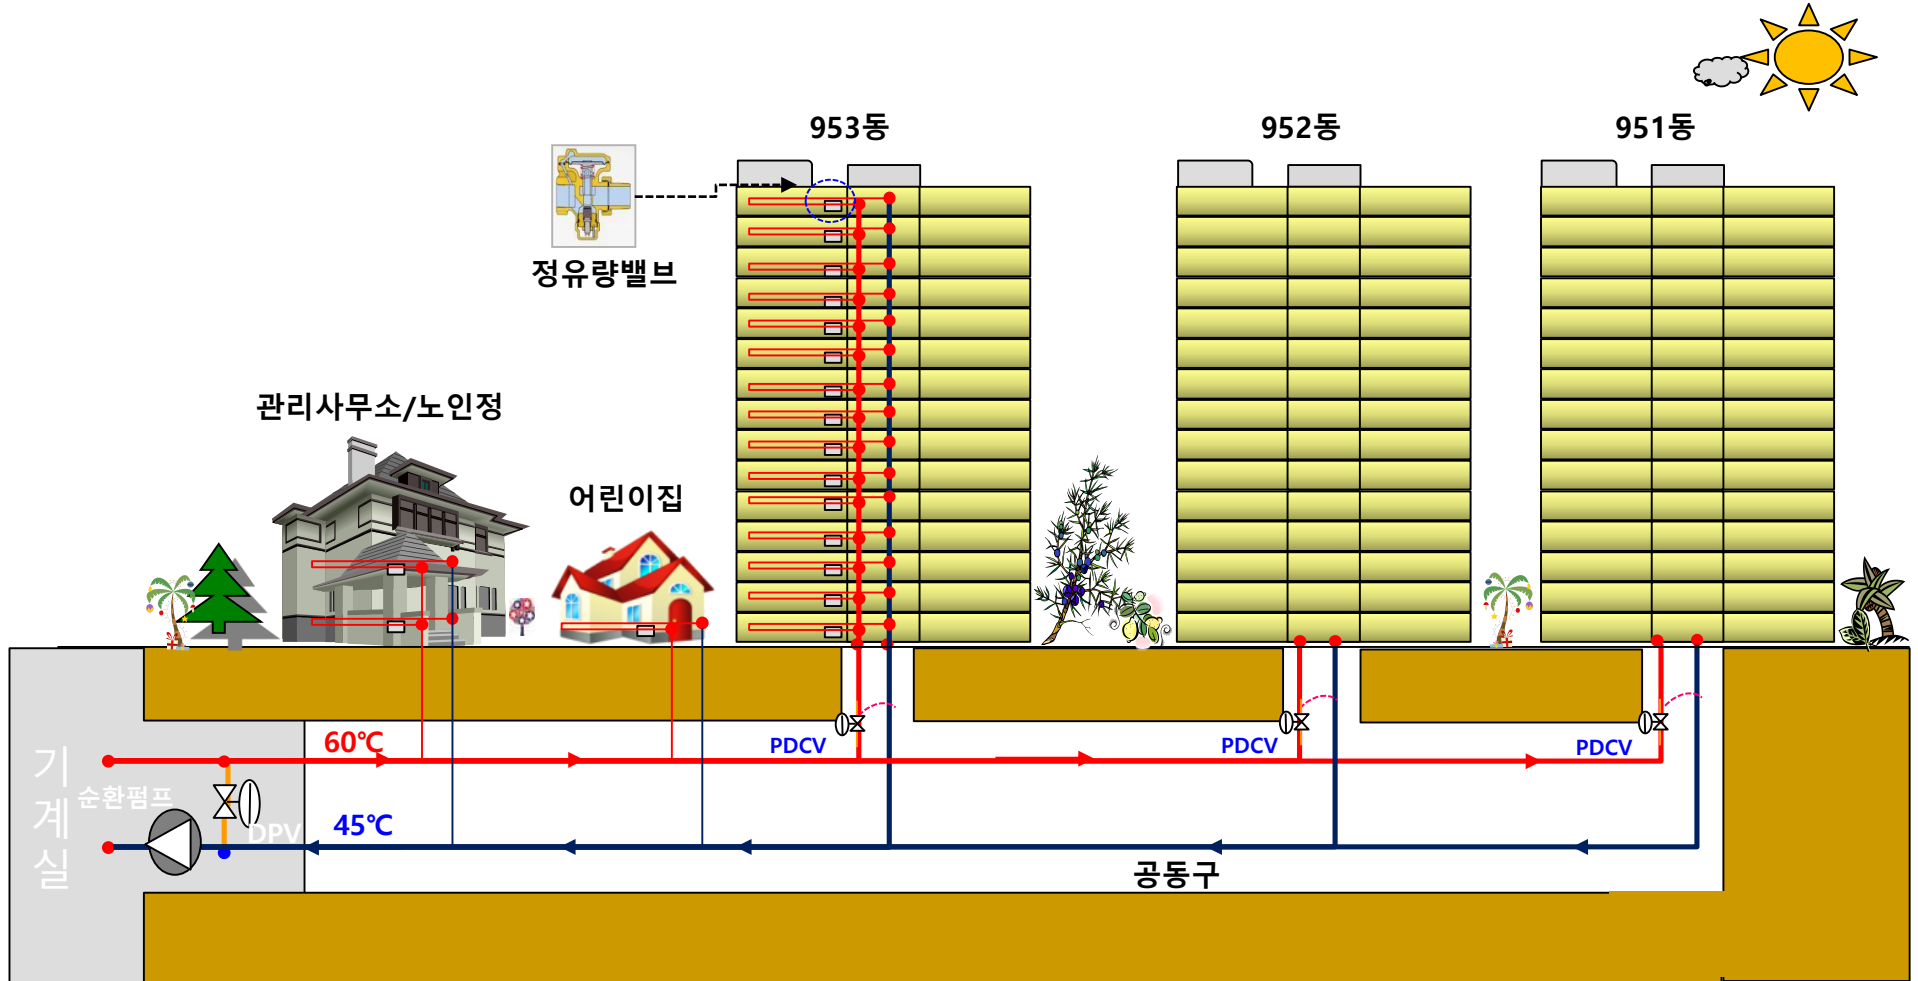 953동
952동
951동
정유량밸브
관리사무소/노인정
어린이집
60℃
PDCV
PDCV
PDCV
기계실
순환펌프
DPV
45℃
공동구